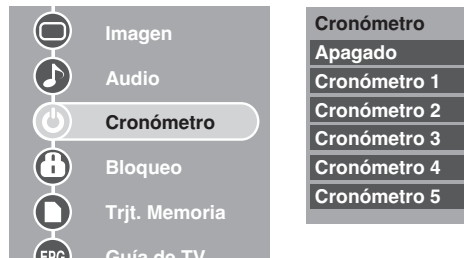 Imagen
Audio
Cronómetro
Bloqueo
Trjt. Memoria
EPG Guía de TV
Cronómetro
Apagado
Cronómetro 1
Cronómetro 2
Cronómetro 3
Cronómetro 4
Cronómetro 5